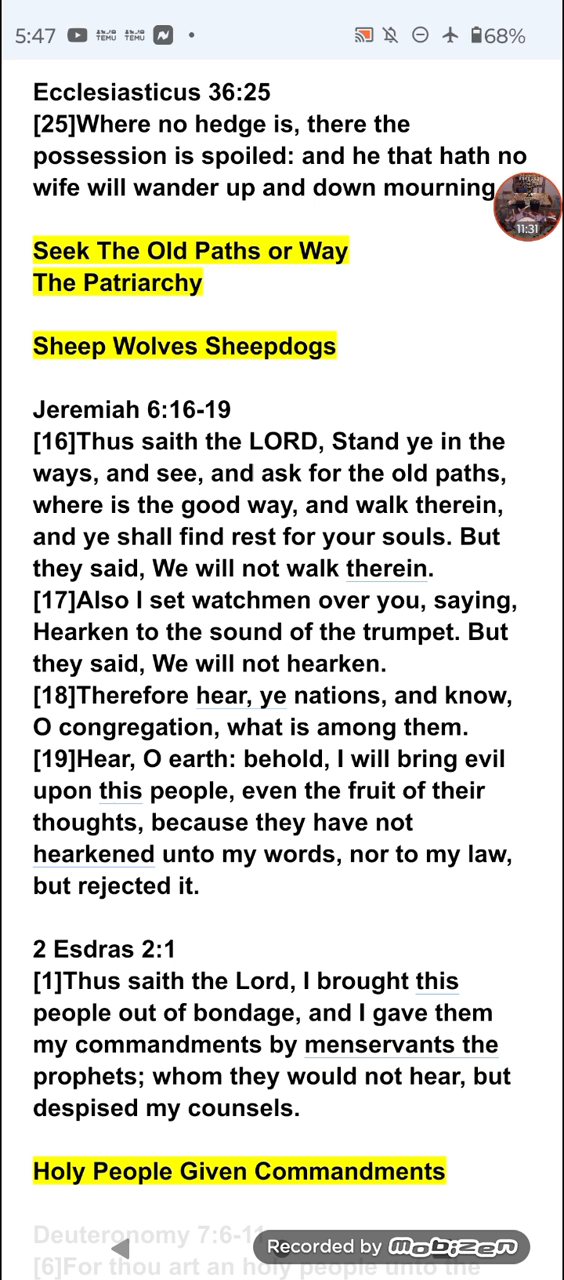 5:47
TEMU TEMU
68%
Ecclesiasticus 36:25
[25]Where no hedge is, there the
possession is spoiled: and he that hath no
wife will wander up and down mourning
11:31
Seek The Old Paths or Way
The Patriarchy
Sheep Wolves Sheepdogs
Jeremiah 6:16-19
[16]Thus saith the LORD, Stand ye in the
ways, and see, and ask for the old paths,
where is the good way, and walk therein,
and ye shall find rest for your souls. But
they said, We will not walk therein.
[17]Also I set watchmen over you, saying,
Hearken to the sound of the trumpet. But
they said, We will not hearken.
[18]Therefore hear, ye nations, and know,
O congregation, what is among them.
[19]Hear, O earth: behold, I will bring evil
upon this people, even the fruit of their
thoughts, because they have not
hearkened unto my words, nor to my law,
but rejected it.
2 Esdras 2:1
[1]Thus saith the Lord, I brought this
people out of bondage, and I gave them
my commandments by menservants the
prophets; whom they would not hear, but
despised my counsels.
Holy People Given Commandments
Deuteronomy 7:6-11
Recorded by Mobizen
[6]For thou art an holy people unto the